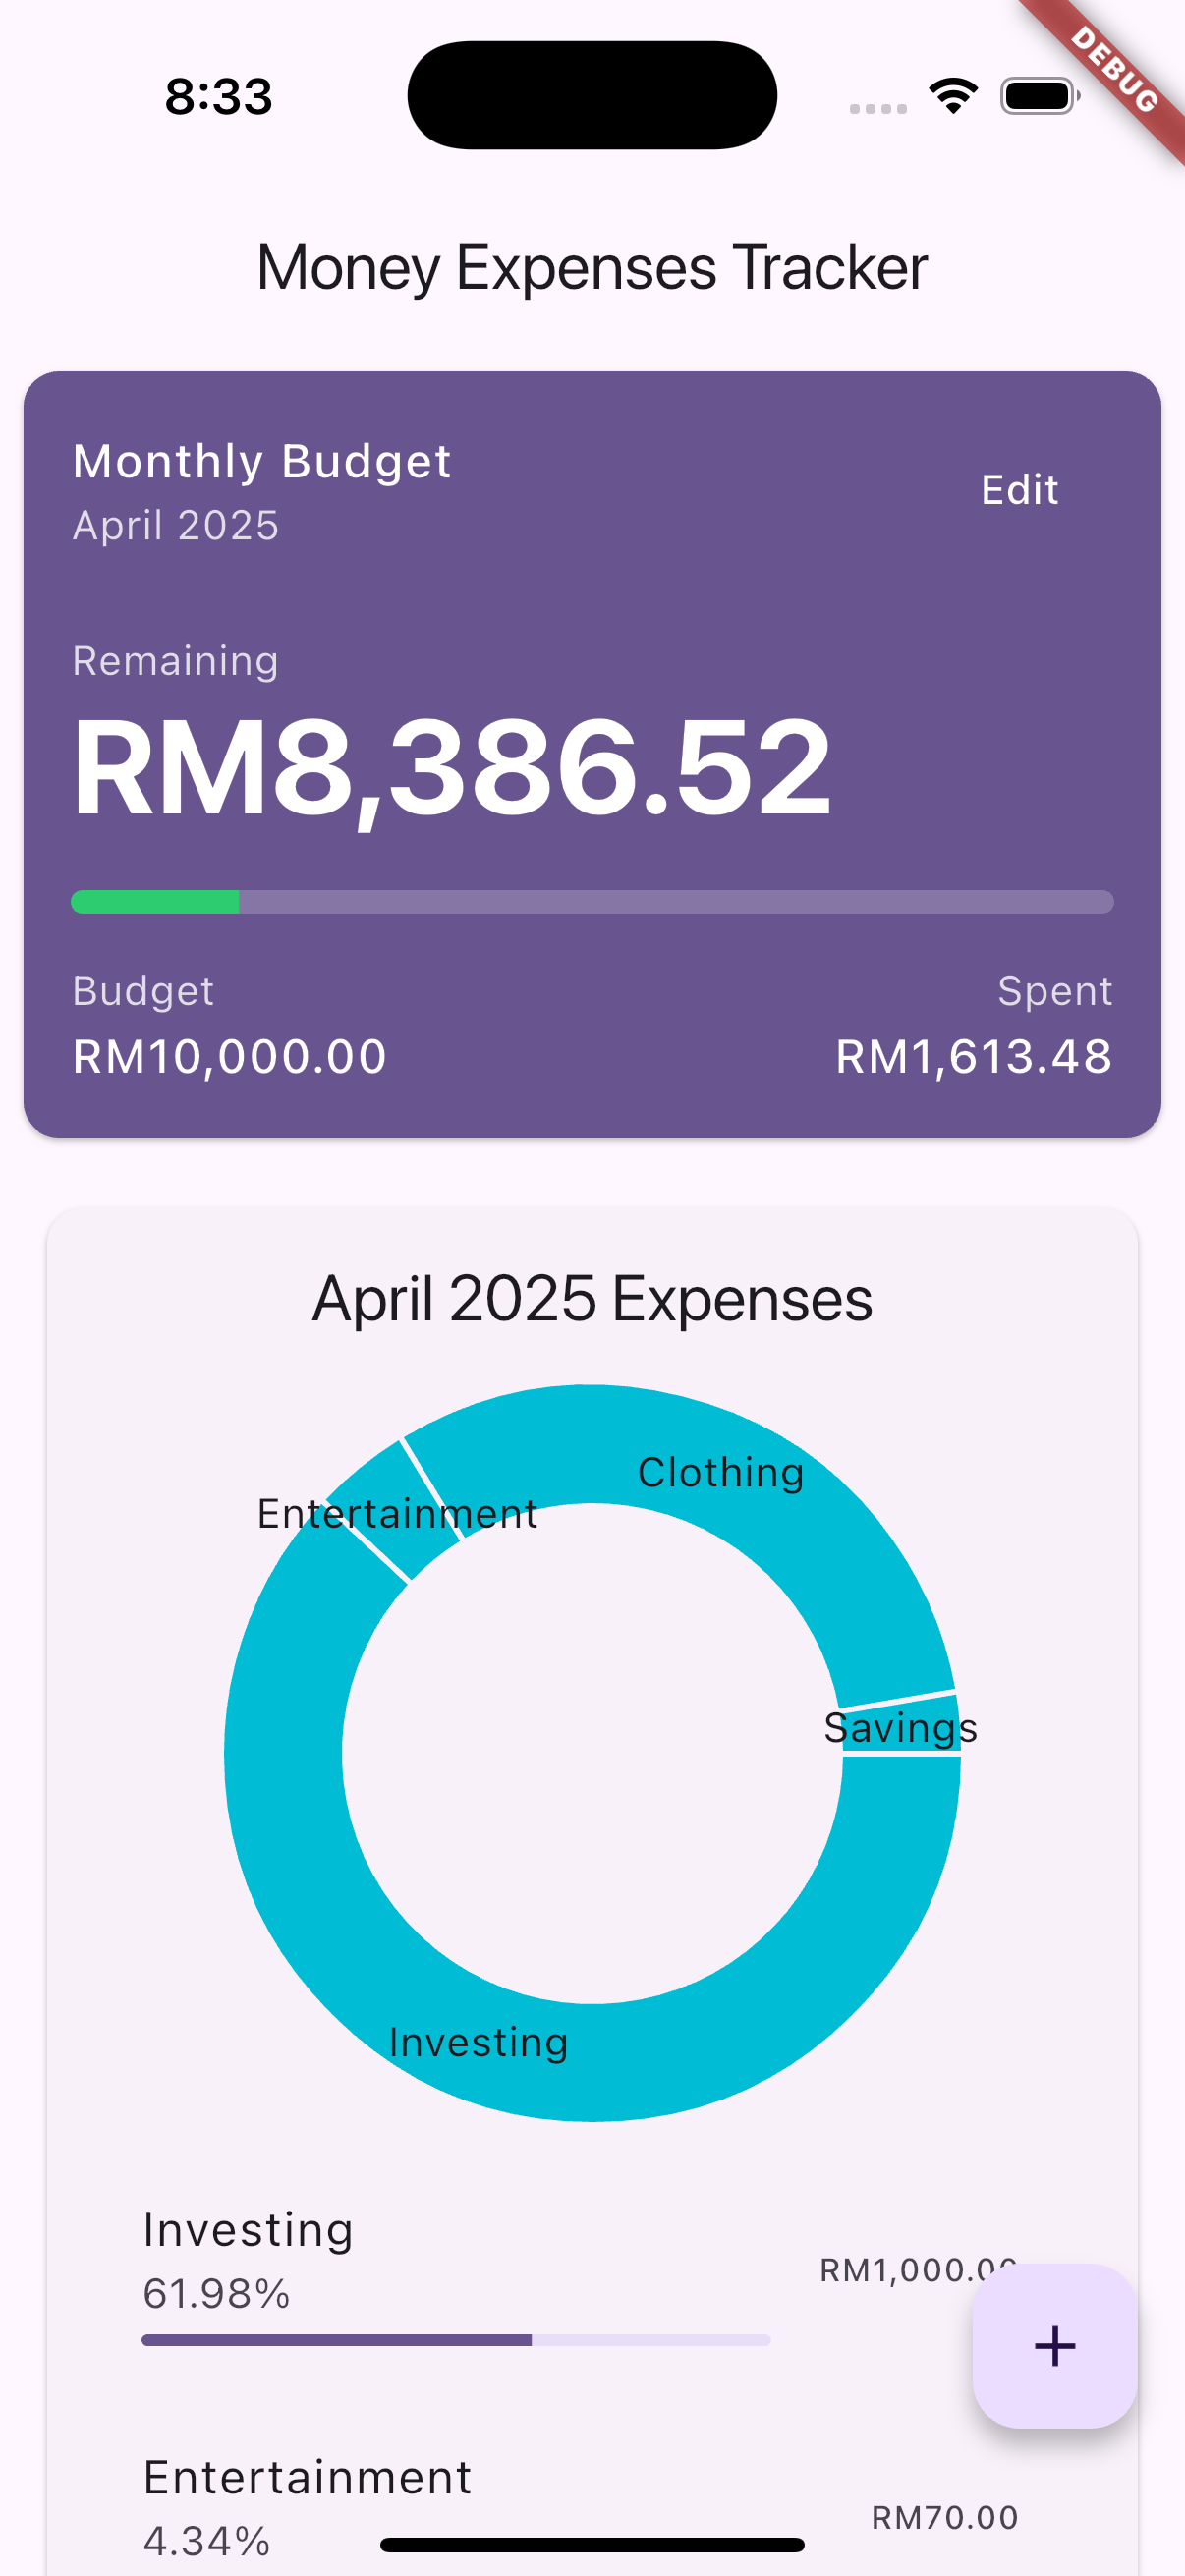 8:33
DEBUG
Money Expenses Tracker
Monthly Budget
April 2025
Edit
Remaining
RM8,386.52
Budget
Spent
RM10,000.00
RM1,613.48
April 2025 Expenses
Clothing
Entertainment
Savings
Investing
Investing
61.98%
RM1,000.00
+
Entertainment
4.34%
RM70.00